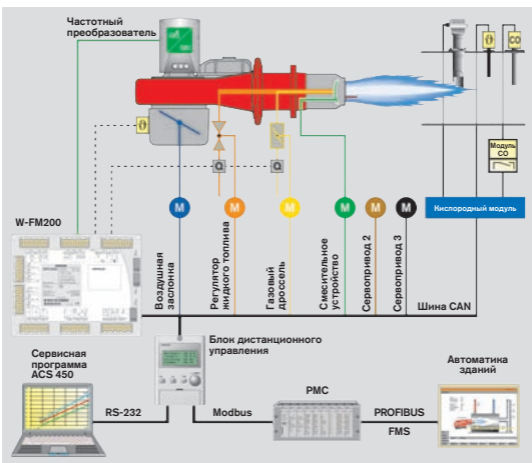 Частотный
преобразователь
CO
Модуль
CO
Q
Q
M
M
M
M
M
M
Кислородный модуль
W-FM200
Воздушная
заслонка
Регулятор
жидкого топлива
Газовый
дроссель
Смесительное
устройство
Сервопривод 2
Сервопривод 3
Шина CAN
Блок дистанционного
управления
Сервисная
программа
ACS 450
RS-232
Modbus
PMC
PROFIBUS
FMS
Автоматика
зданий